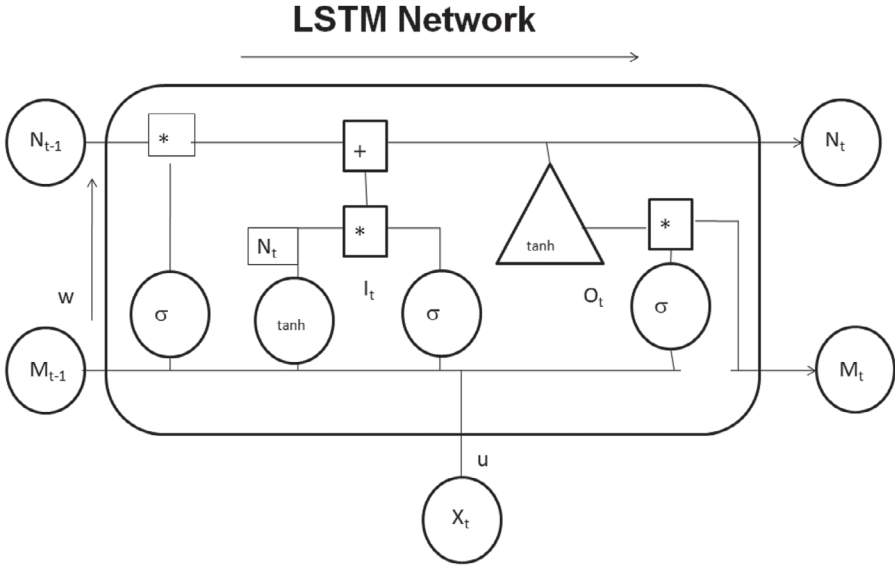 LSTM Network
N_{t-1}
*
+
N_t
N_t
*
I_t
tanh
*
w
σ
tanh
σ
O_t
σ
M_{t-1}
M_t
u
X_t